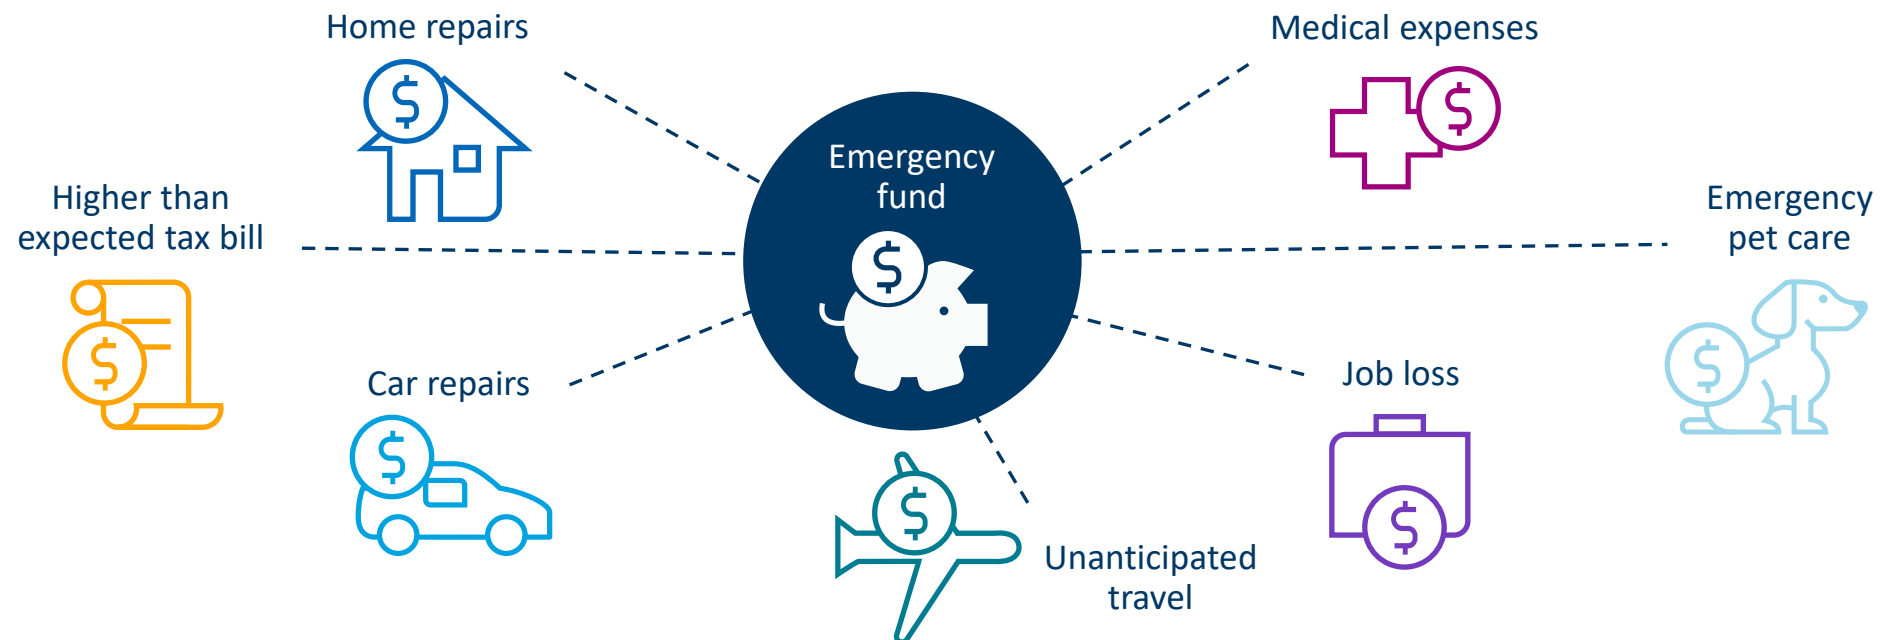 Home repairs
Medical expenses
Emergency
fund
$
$
$
Higher than
expected tax bill
Emergency
pet care
$
$
Car repairs
Job loss
$
$
$
Unanticipated
travel